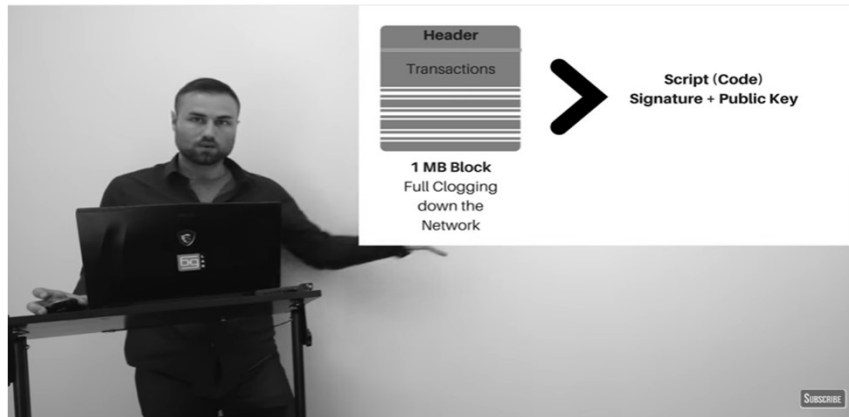 Header
Transactions
Script (Code)
Signature + Public Key
1 MB Block
Full Clogging
down the
Network
SUBSCRIBE